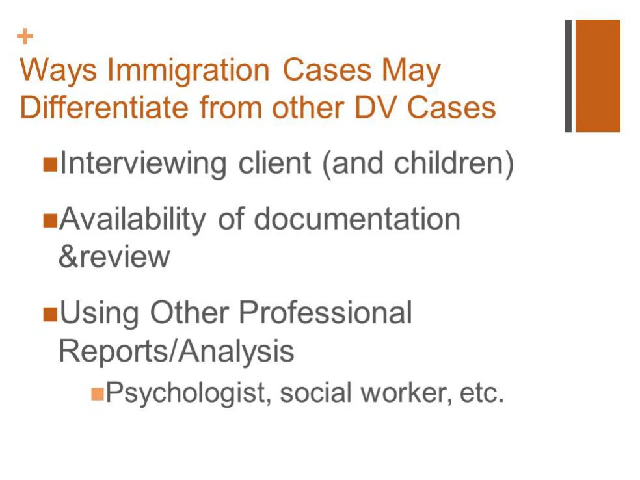 +
Ways Immigration Cases May
Differentiate from other DV Cases
Interviewing client (and children)
Availability of documentation
&review
Using Other Professional
Reports/Analysis
Psychologist, social worker, etc.